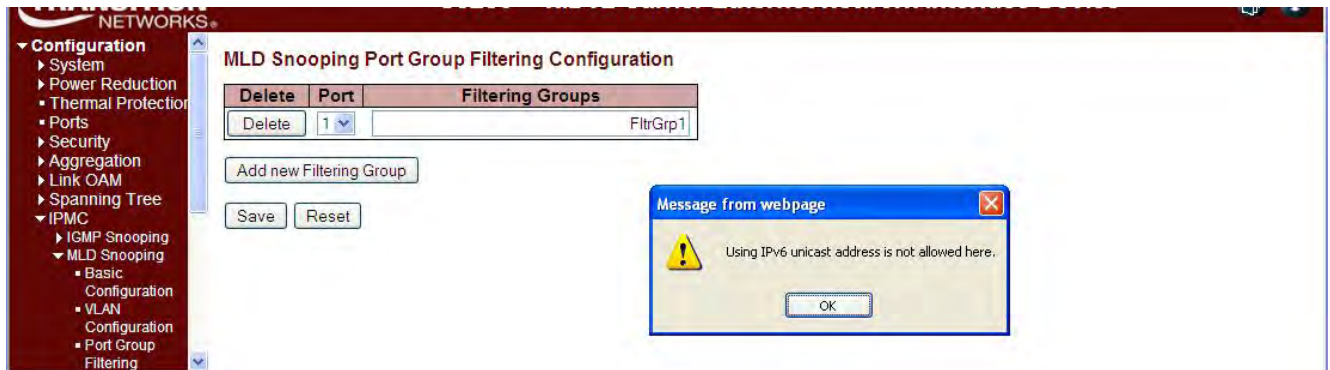 NETWORKS®
Configuration
System
Power Reduction
Thermal Protection
Ports
Security
Aggregation
Link OAM
Spanning Tree
IPMC
IGMP Snooping
MLD Snooping
Basic
Configuration
VLAN
Configuration
Port Group
Filtering
MLD Snooping Port Group Filtering Configuration
Delete Port Filtering Groups
Delete 1 FltrGrp1
Add new Filtering Group
Save Reset
Message from webpage
Using IPv6 unicast address is not allowed here.
OK